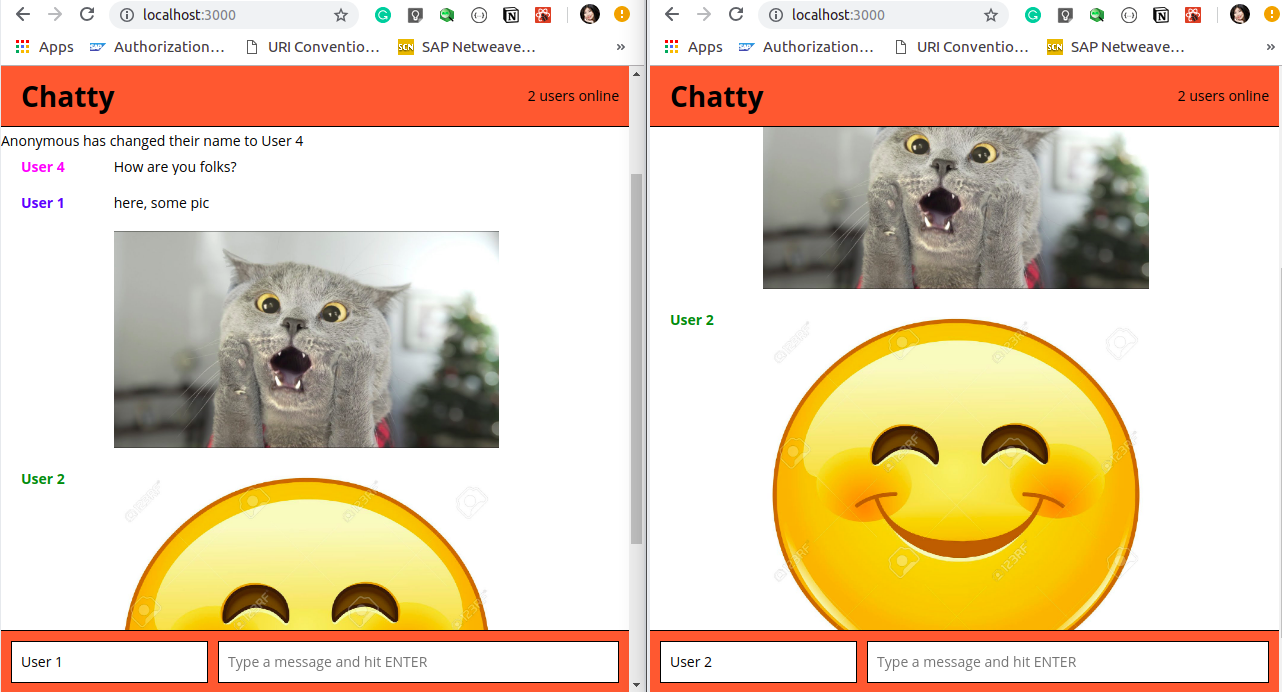 localhost:3000
Apps
Authorization…
URI Conventio…
SAP Netweave…
»
Chatty
2 users online
Anonymous has changed their name to User 4
User 4 How are you folks?
User 1 here, some pic
User 2
123RF
User 1
Type a message and hit ENTER
localhost:3000
Apps
Authorization…
URI Conventio…
SAP Netweave…
»
Chatty
2 users online
User 2
123RF
User 2
Type a message and hit ENTER